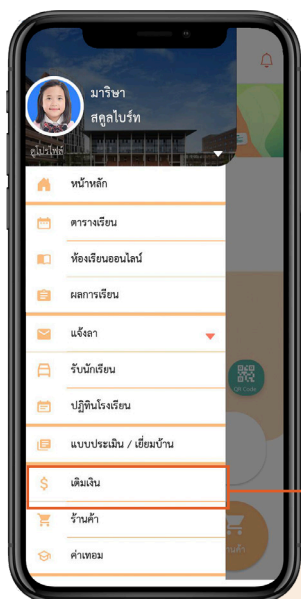 มาริษา
สคูลไบร์ท
ดูโปรไฟล์
หน้าหลัก
ตารางเรียน
ห้องเรียนออนไลน์
ผลการเรียน
แจ้งลา
รับนักเรียน
QR Code
ปฏิทินโรงเรียน
แบบประเมิน / เยี่ยมบ้าน
เติมเงิน
ร้านค้า
ค่าเทอม